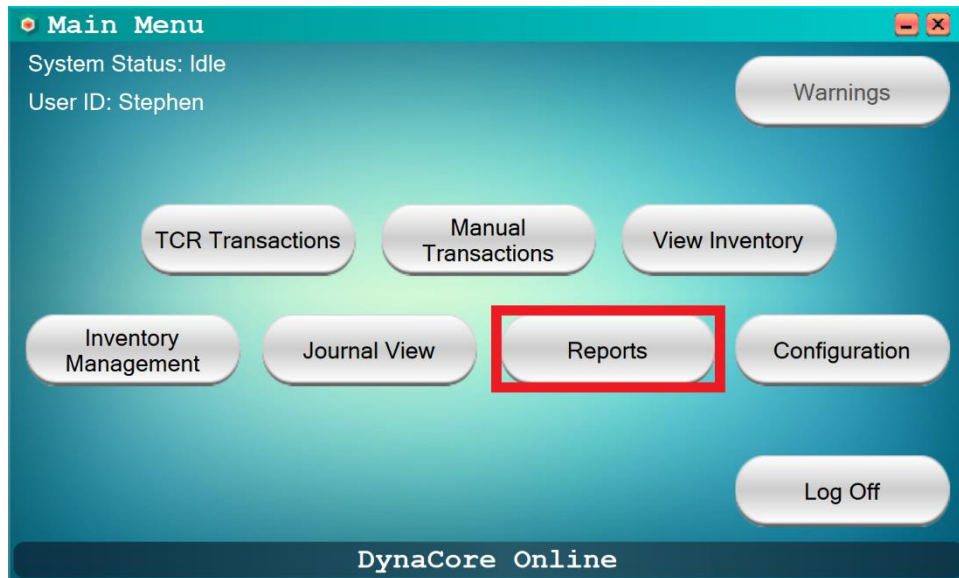 Main Menu
System Status: Idle
User ID: Stephen
Warnings
TCR Transactions
Manual
Transactions
View Inventory
Inventory
Management
Journal View
Reports
Configuration
Log Off
DynaCore Online